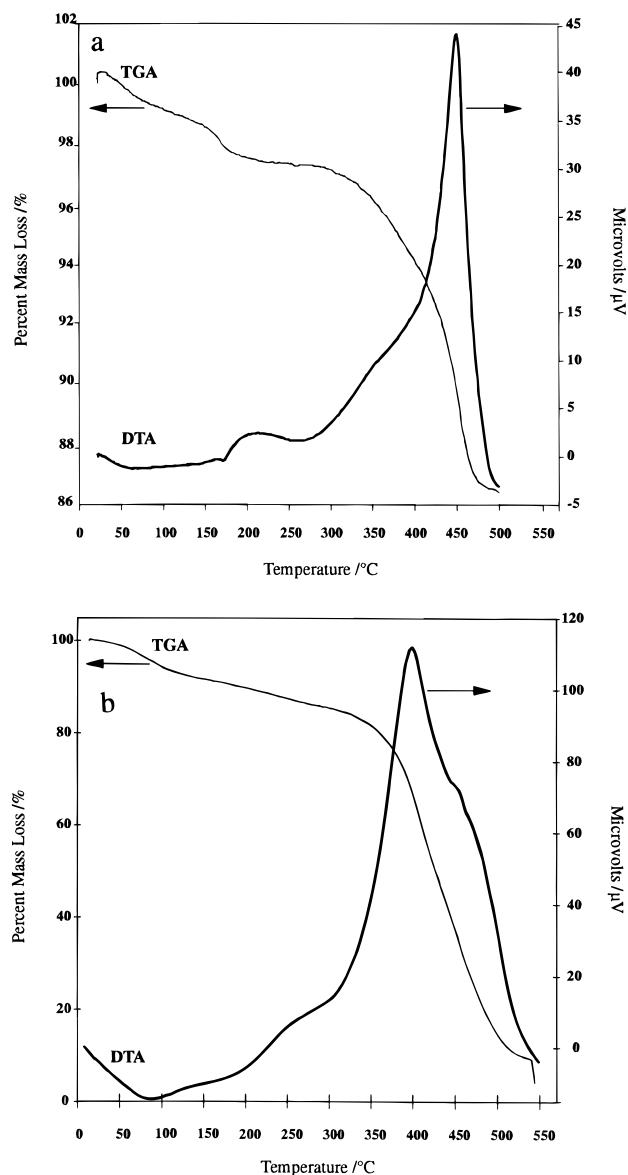 a
TGA
DTA
102
100
98
96
94
92
90
88
86
Percent Mass Loss /%
45
40
35
30
25
20
15
10
5
0
-5
Microvolts /µV
0 50 100 150 200 250 300 350 400 450 500 550
Temperature /°C
b
TGA
DTA
100
80
60
40
20
0
Percent Mass Loss /%
120
100
80
60
40
20
0
Microvolts /µV
0 50 100 150 200 250 300 350 400 450 500 550
Temperature /°C